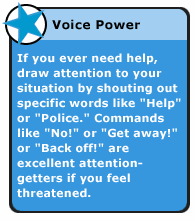 Voice Power
If you ever need help,
draw attention to your
situation by shouting out
specific words like "Help"
or "Police." Commands
like "No!" or "Get away!"
or "Back off!" are
excellent attention-
getters if you feel
threatened.